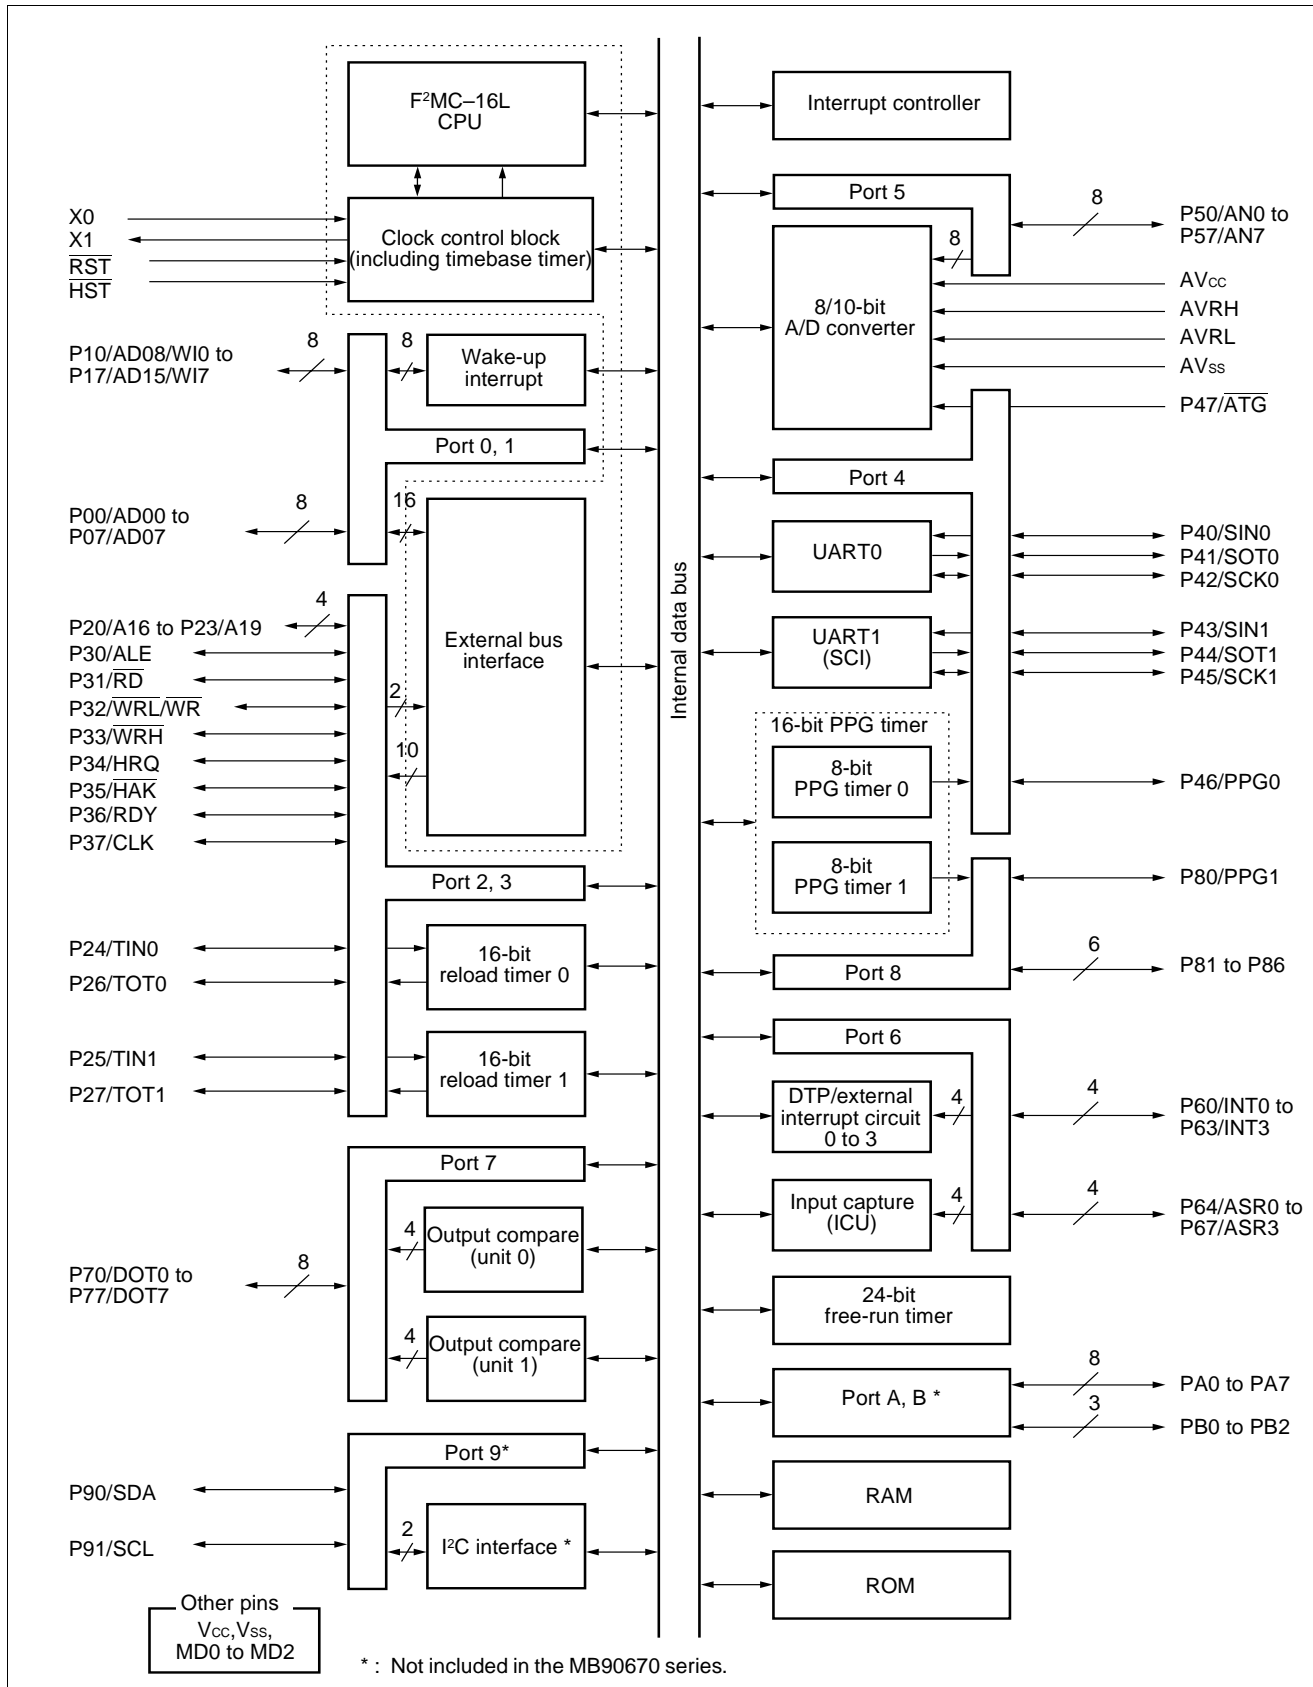 F²MC–16L
CPU
X0
X1
RST
HST
Clock control block
(including timebase timer)
P10/AD08/WI0 to
P17/AD15/WI7
8
8
Wake-up
interrupt
Port 0, 1
P00/AD00 to
P07/AD07
8
16
External bus
interface
P20/A16 to P23/A19
4
P30/ALE
P31/RD
P32/WRL/WR
2
P33/WRH
P34/HRQ
10
P35/HAK
P36/RDY
P37/CLK
Port 2, 3
P24/TIN0
P26/TOT0
16-bit
reload timer 0
P25/TIN1
P27/TOT1
16-bit
reload timer 1
Port 7
4
Output compare
(unit 0)
P70/DOT0 to
P77/DOT7
8
4
Output compare
(unit 1)
Port 9*
P90/SDA
P91/SCL
2
I²C interface *
Other pins
Vcc,Vss,
MD0 to MD2
* : Not included in the MB90670 series.
Internal data bus
Interrupt controller
Port 5
8
P50/AN0 to
P57/AN7
8
8/10-bit
A/D converter
AVcc
AVRH
AVRL
AVss
P47/ATG
Port 4
UART0
P40/SIN0
P41/SOT0
P42/SCK0
UART1
(SCI)
P43/SIN1
P44/SOT1
P45/SCK1
16-bit PPG timer
8-bit
PPG timer 0
P46/PPG0
8-bit
PPG timer 1
P80/PPG1
Port 8
6
P81 to P86
Port 6
DTP/external
interrupt circuit
0 to 3
4
4
P60/INT0 to
P63/INT3
Input capture
(ICU)
4
4
P64/ASR0 to
P67/ASR3
24-bit
free-run timer
Port A, B *
8
PA0 to PA7
3
PB0 to PB2
RAM
ROM